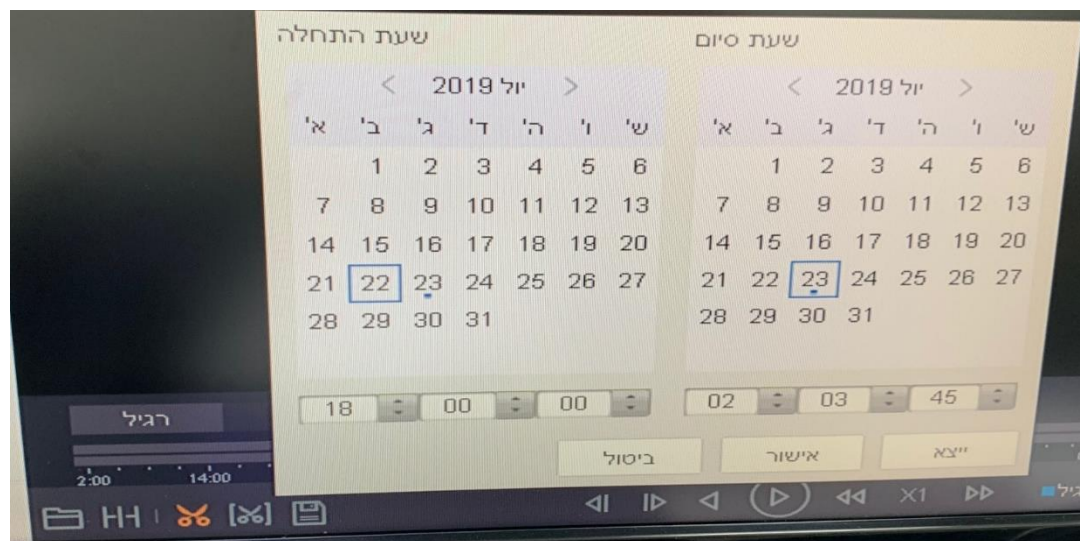 שעת התחלה
יול 2019
א' ב' ג' ד' ה' ו' ש'
1 2 3 4 5 6
7 8 9 10 11 12 13
14 15 16 17 18 19 20
21 22 23 24 25 26 27
28 29 30 31
18 00 00
שעת סיום
יול 2019
א' ב' ג' ד' ה' ו' ש'
1 2 3 4 5 6
7 8 9 10 11 12 13
14 15 16 17 18 19 20
21 22 23 24 25 26 27
28 29 30 31
02 03 45
ביטול אישור ייצא
רגיל
2:00 14:00
X1